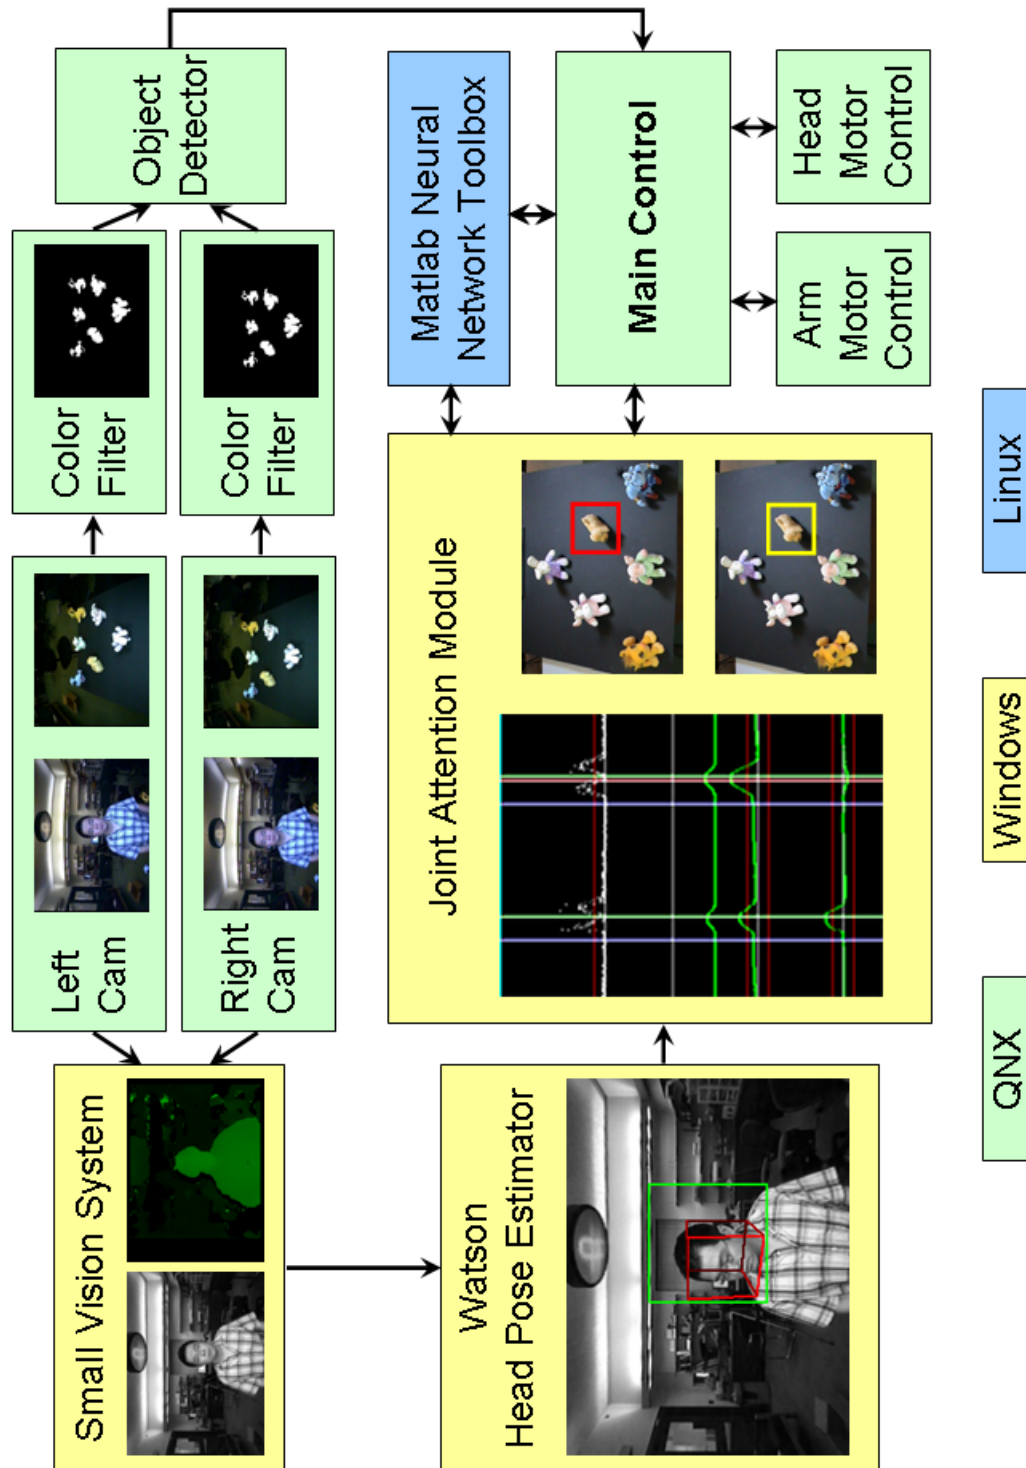 Small Vision System
Left
Cam
Color
Filter
Right
Cam
Color
Filter
Object
Detector
Watson
Head Pose Estimator
Joint Attention Module
Matlab Neural
Network Toolbox
Main Control
Arm
Motor
Control
Head
Motor
Control
QNX
Windows
Linux